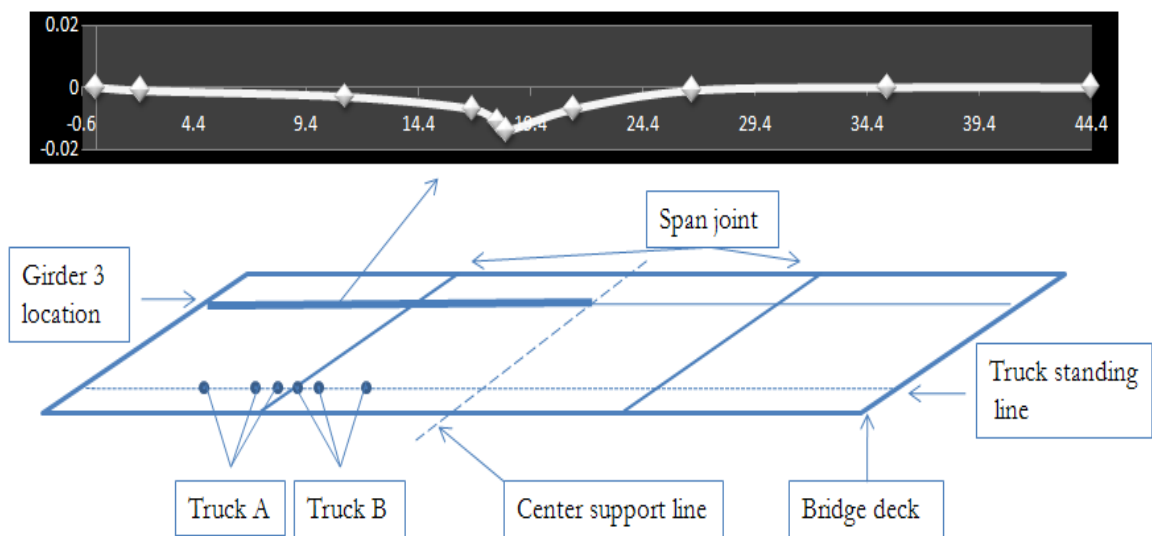 0.02
0
-0.6 4.4 9.4 14.4 19.4 24.4 29.4 34.4 39.4 44.4
-0.02
Span joint
Girder 3
location
Truck standing
line
Truck A
Truck B
Center support line
Bridge deck